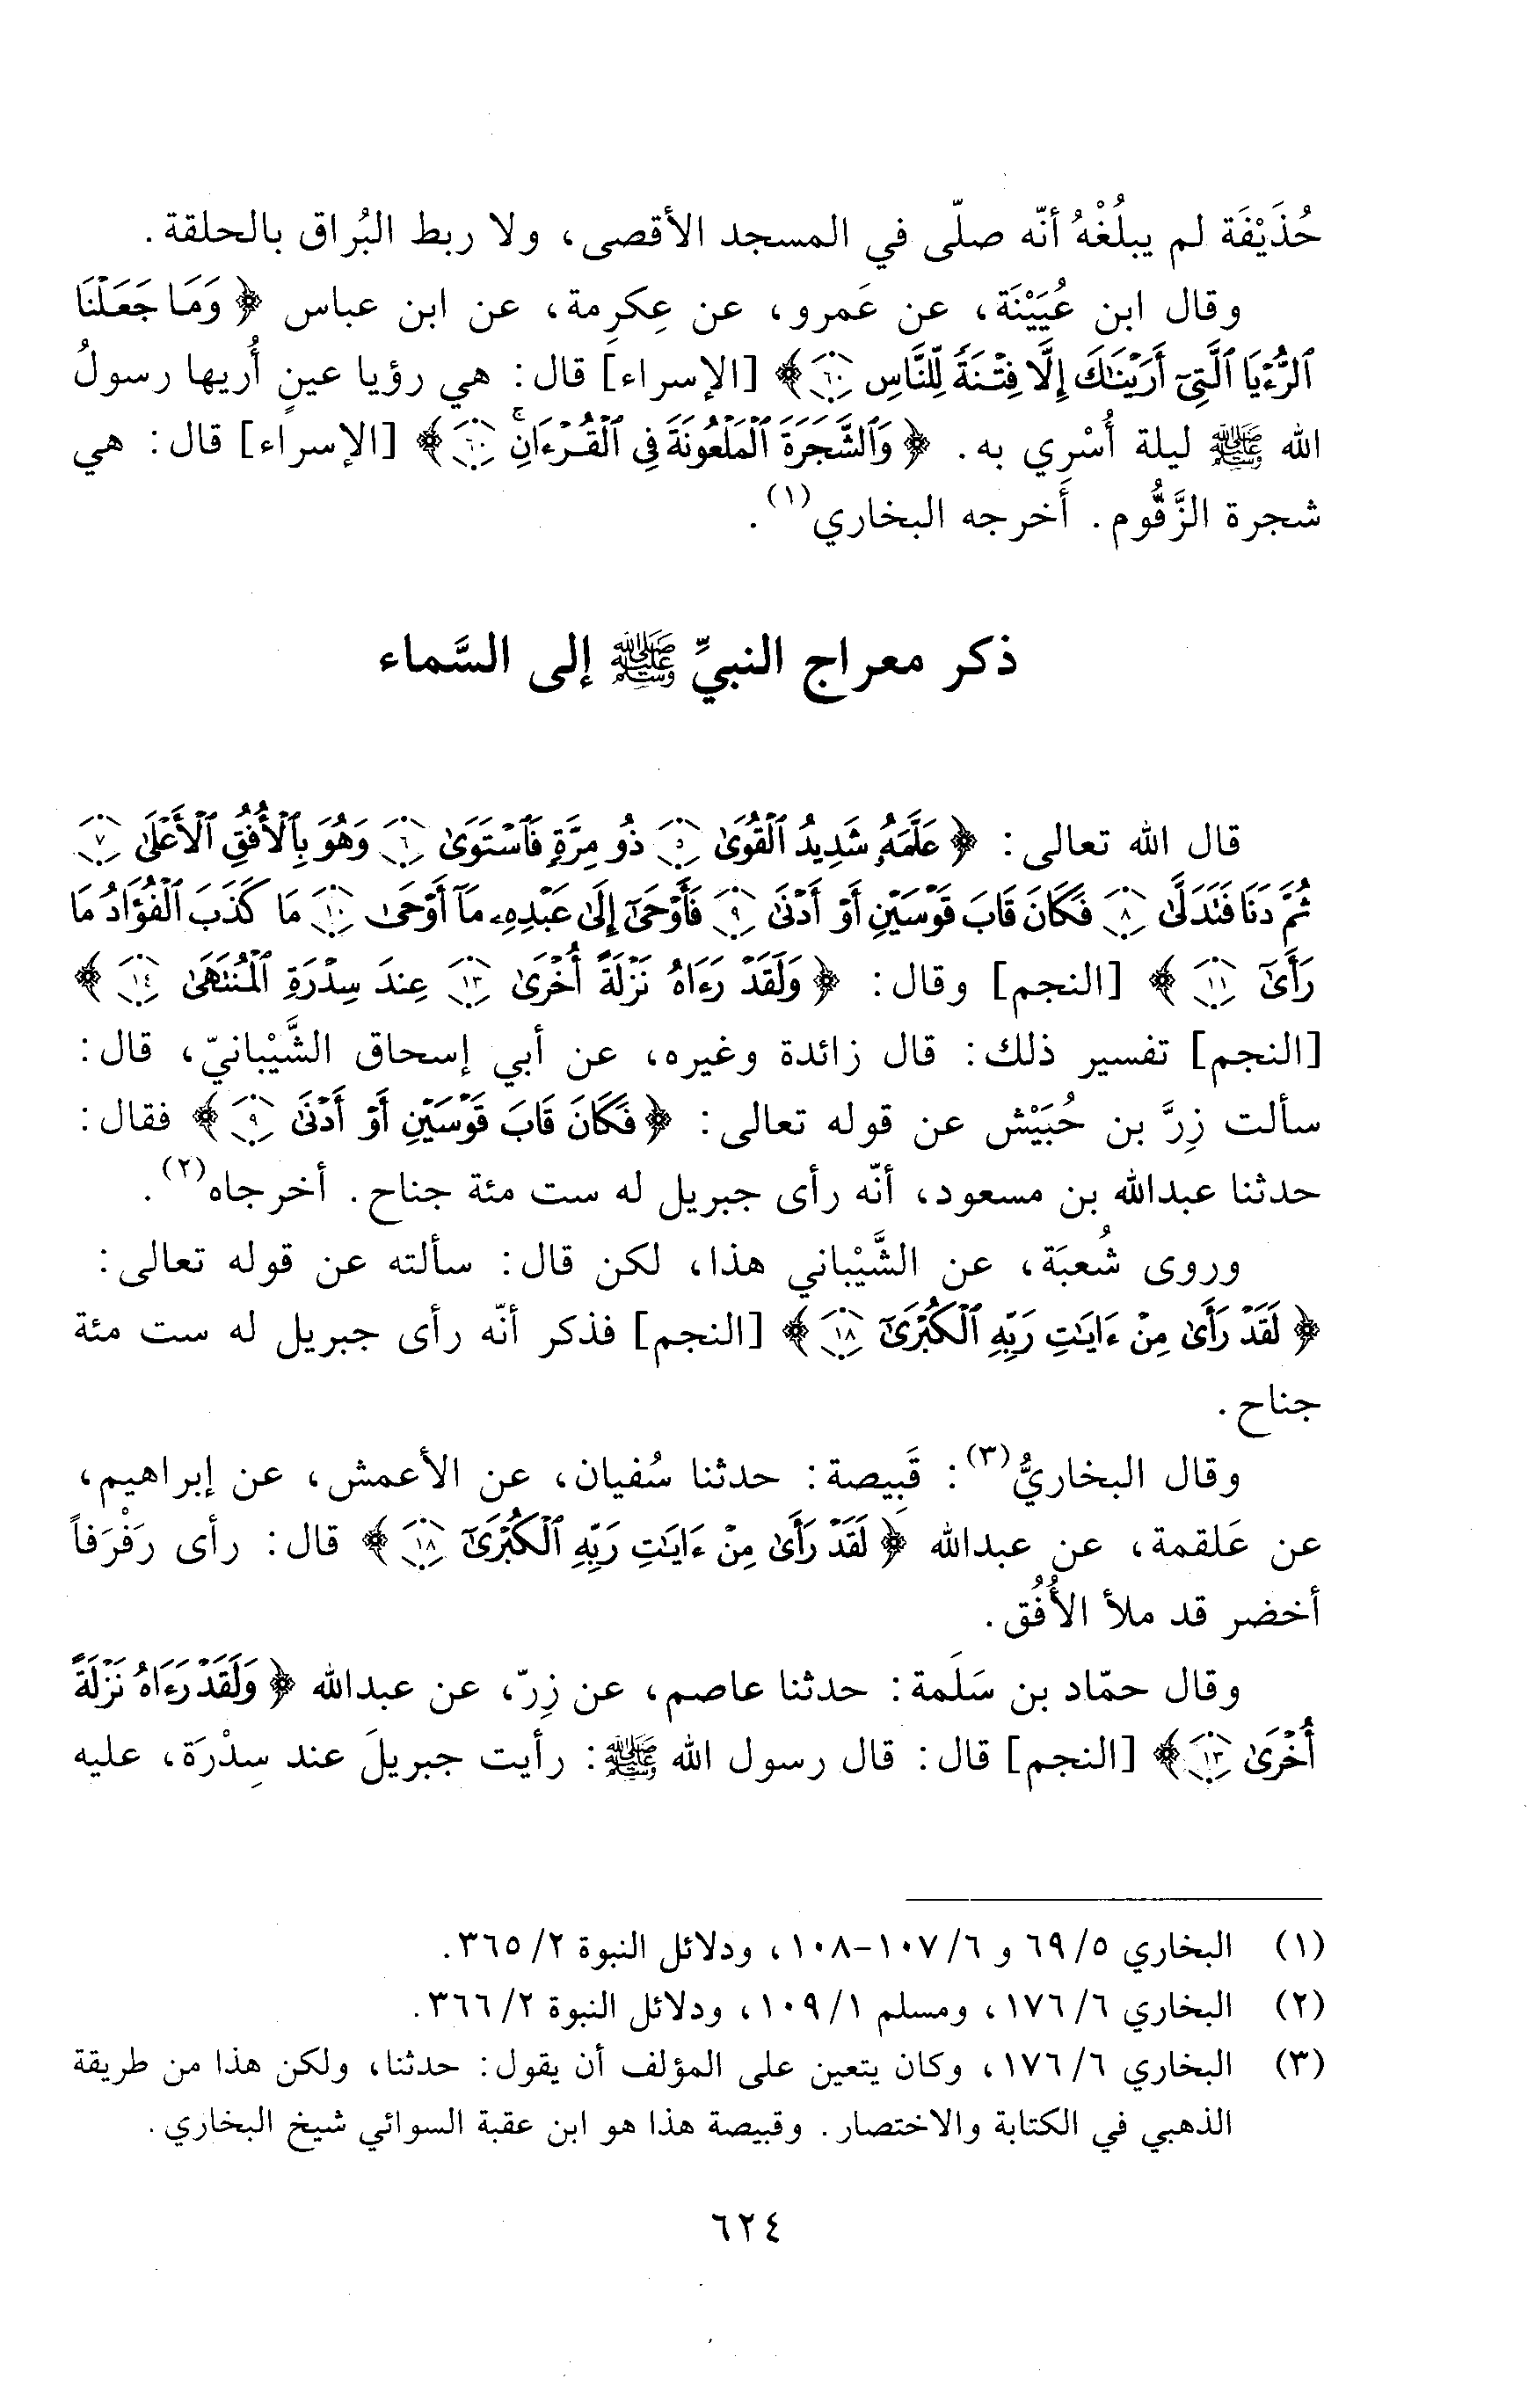 حُذَيْفَة لم يبلُغْهُ أنّه صلّى في المسجد الأقصى، ولا ربط البُراق بالحلقة.
وقال ابن عُيَيْنَة، عن عَمرو، عن عِكرِمة، عن ابن عباس ﴿وَمَا جَعَلْنَا
ٱلرُّءْيَا ٱلَّتِىٓ أَرَيْنَٰكَ إِلَّا فِتْنَةً لِّلنَّاسِ ٦٠﴾ [الإسراء] قال: هي رؤيا عينٍ أُريها رسولُ
الله ﷺ ليلة أُسْرِي به. ﴿وَٱلشَّجَرَةَ ٱلْمَلْعُونَةَ فِى ٱلْقُرْءَانِ ۚ ٦٠﴾ [الإسراء] قال: هي
شجرة الزَّقُّوم. أخرجه البخاري(١).
ذكر معراج النبيِّ ﷺ إلى السَّماء
قال الله تعالى: ﴿عَلَّمَهُۥ شَدِيدُ ٱلْقُوَىٰ ٥ ذُو مِرَّةٍ فَٱسْتَوَىٰ ٦ وَهُوَ بِٱلْأُفُقِ ٱلْأَعْلَىٰ ٧
ثُمَّ دَنَا فَتَدَلَّىٰ ٨ فَكَانَ قَابَ قَوْسَيْنِ أَوْ أَدْنَىٰ ٩ فَأَوْحَىٰٓ إِلَىٰ عَبْدِهِۦ مَآ أَوْحَىٰ ١٠ مَا كَذَبَ ٱلْفُؤَادُ مَا
رَأَىٰٓ ١١﴾ [النجم] وقال: ﴿وَلَقَدْ رَءَاهُ نَزْلَةً أُخْرَىٰ ١٣ عِندَ سِدْرَةِ ٱلْمُنتَهَىٰ ١٤﴾
[النجم] تفسير ذلك: قال زائدة وغيره، عن أبي إسحاق الشَّيْبانيّ، قال:
سألت زِرَّ بن حُبَيْش عن قوله تعالى: ﴿فَكَانَ قَابَ قَوْسَيْنِ أَوْ أَدْنَىٰ ٩﴾ فقال:
حدثنا عبدالله بن مسعود، أنّه رأى جبريل له ست مئة جناح. أخرجاه(٢).
وروى شُعبَة، عن الشَّيْباني هذا، لكن قال: سألته عن قوله تعالى:
﴿لَقَدْ رَأَىٰ مِنْ ءَايَٰتِ رَبِّهِ ٱلْكُبْرَىٰٓ ١٨﴾ [النجم] فذكر أنّه رأى جبريل له ست مئة
جناح.
وقال البخاريُّ(٣): قَبِيصة: حدثنا سُفيان، عن الأعمش، عن إبراهيم،
عن عَلقمة، عن عبدالله ﴿لَقَدْ رَأَىٰ مِنْ ءَايَٰتِ رَبِّهِ ٱلْكُبْرَىٰٓ ١٨﴾ قال: رأى رَفْرَفاً
أخضر قد ملأ الأُفُق.
وقال حمّاد بن سَلَمة: حدثنا عاصم، عن زِرّ، عن عبدالله ﴿وَلَقَدْ رَءَاهُ نَزْلَةً
أُخْرَىٰ ١٣﴾ [النجم] قال: قال رسول الله ﷺ: رأيت جبريلَ عند سِدْرَة، عليه
(١) البخاري ٥/ ٦٩ و ٦/ ١٠٧-١٠٨، ودلائل النبوة ٢/ ٣٦٥.
(٢) البخاري ٦/ ١٧٦، ومسلم ١/ ١٠٩، ودلائل النبوة ٢/ ٣٦٦.
(٣) البخاري ٦/ ١٧٦، وكان يتعين على المؤلف أن يقول: حدثنا، ولكن هذا من طريقة
الذهبي في الكتابة والاختصار. وقبيصة هذا هو ابن عقبة السوائي شيخ البخاري.
٦٢٤